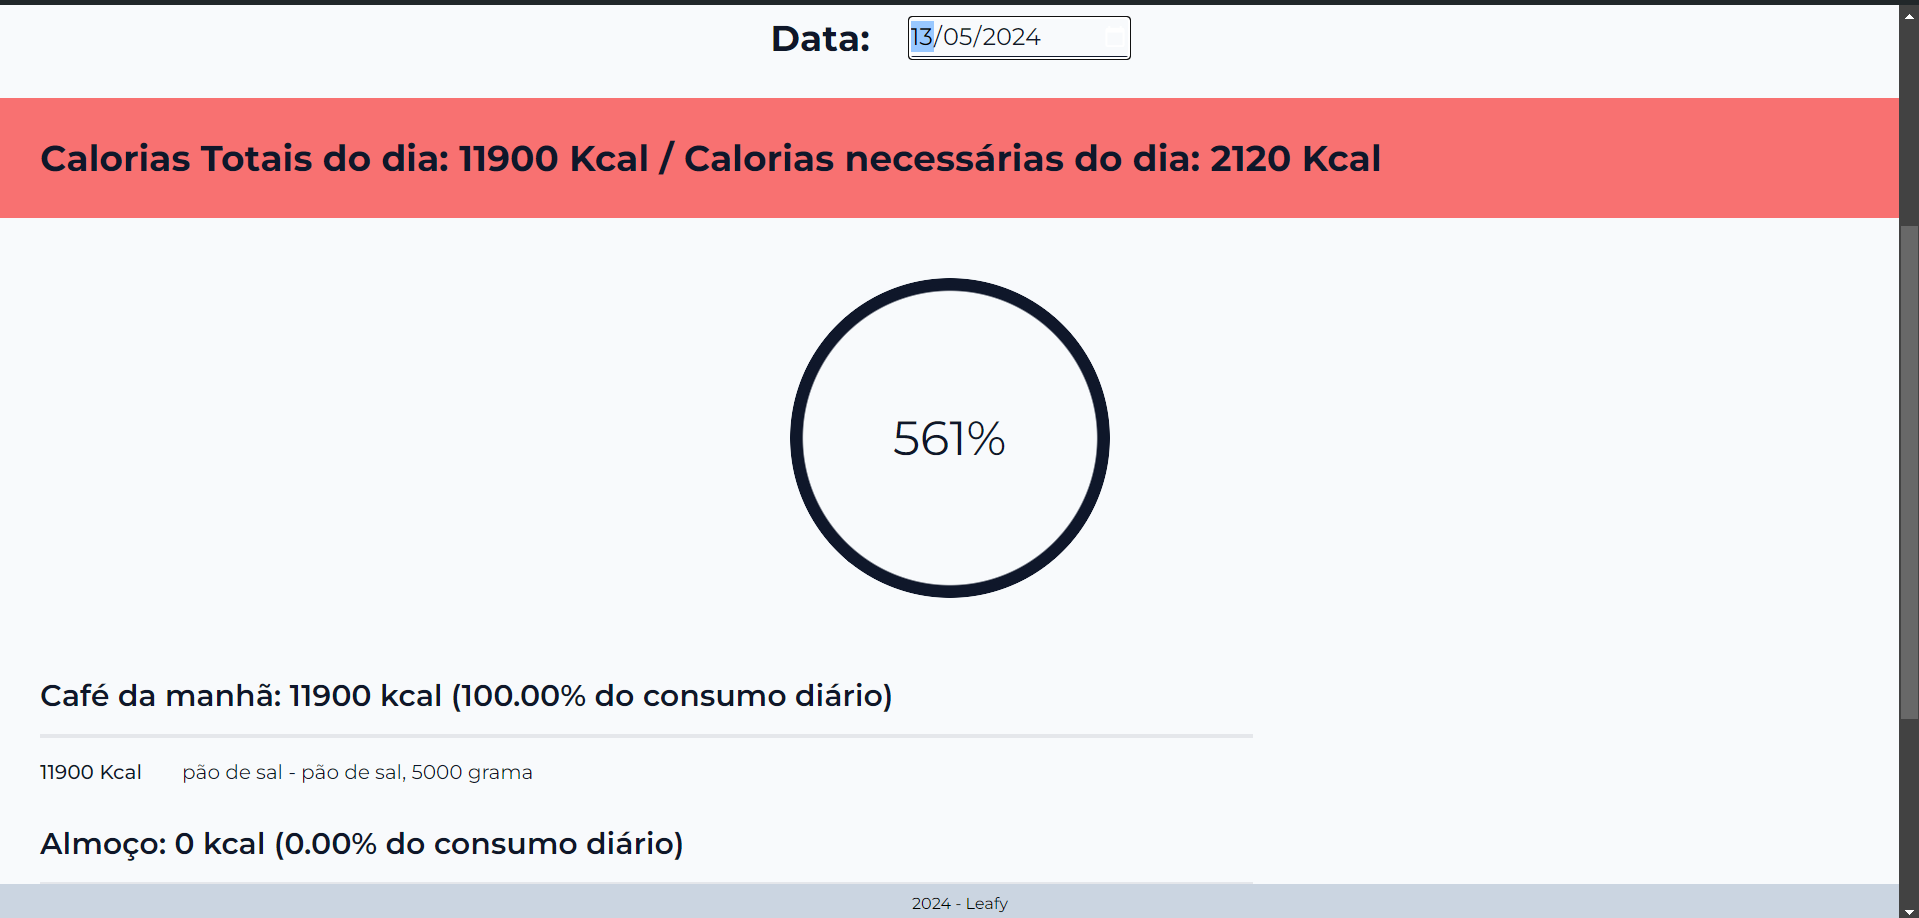 Data: 13/05/2024
Calorias Totais do dia: 11900 Kcal / Calorias necessárias do dia: 2120 Kcal
561%
Café da manhã: 11900 kcal (100.00% do consumo diário)
11900 Kcal pão de sal - pão de sal, 5000 grama
Almoço: 0 kcal (0.00% do consumo diário)
2024 - Leafy